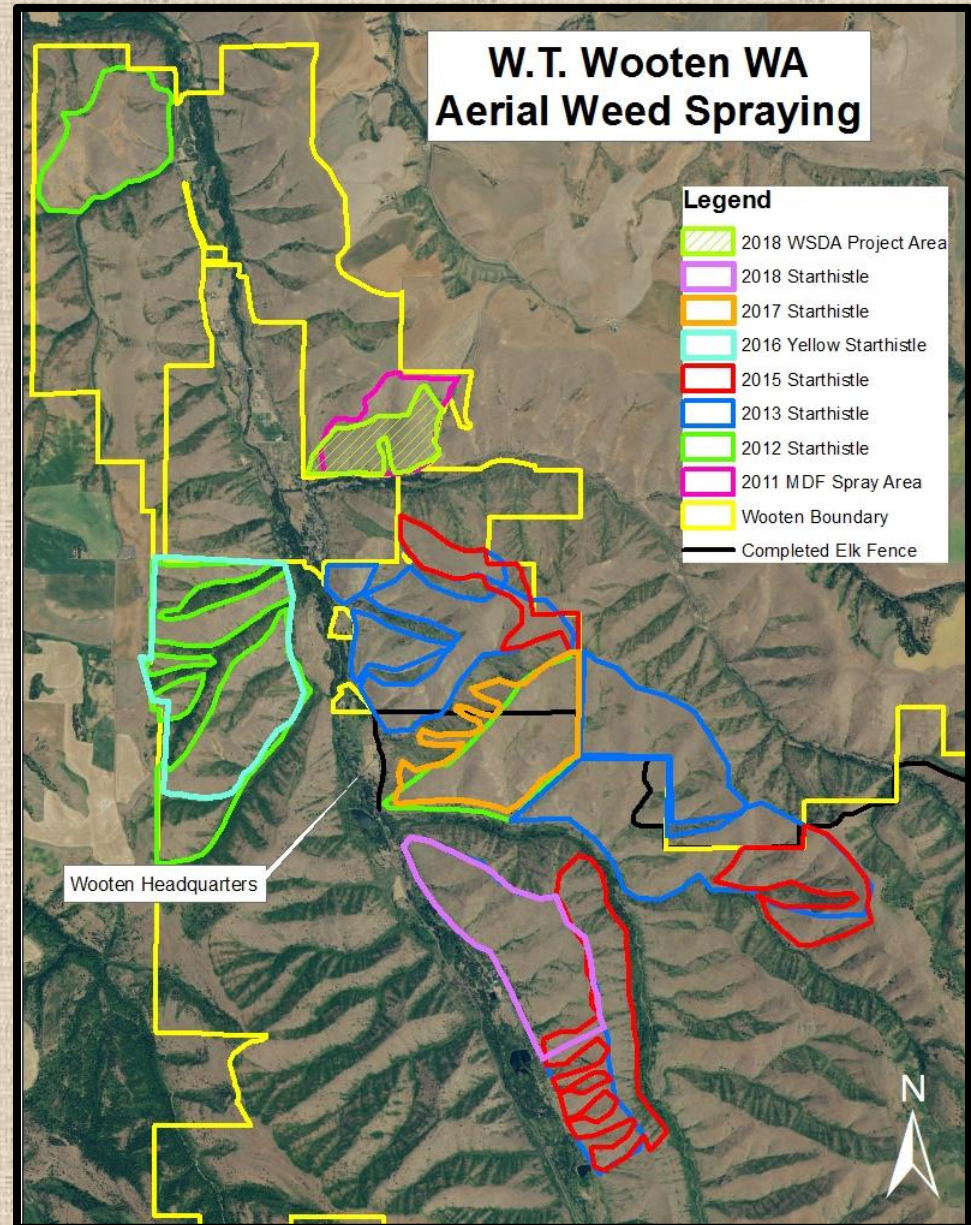 W.T. Wooten WA
Aerial Weed Spraying
Legend
2018 WSDA Project Area
2018 Starthistle
2017 Starthistle
2016 Yellow Starthistle
2015 Starthistle
2013 Starthistle
2012 Starthistle
2011 MDF Spray Area
Wooten Boundary
Completed Elk Fence
Wooten Headquarters
N